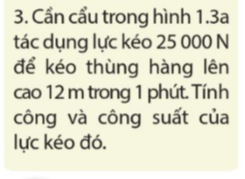 3. Cần cẩu trong hình 1.3a
tác dụng lực kéo 25 000 N
để kéo thùng hàng lên
cao 12 m trong 1 phút. Tính
công và công suất của
lực kéo đó.